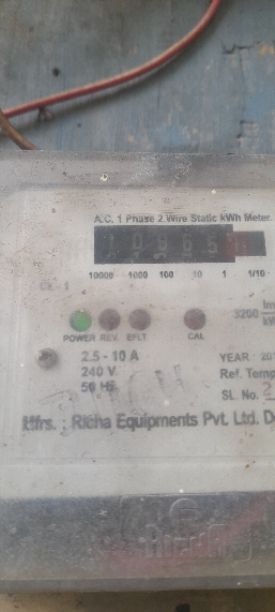 A.C. 1 Phase 2 Wire Static kWh Meter
10000 1000 100 10 1 1/10
3200
POWER REV. EFLT CAL
2.5 - 10 A
240 V
50 Hz
YEAR : 20
Ref. Temp
SL. No.
Mfrs. : Richa Equipments Pvt. Ltd. D